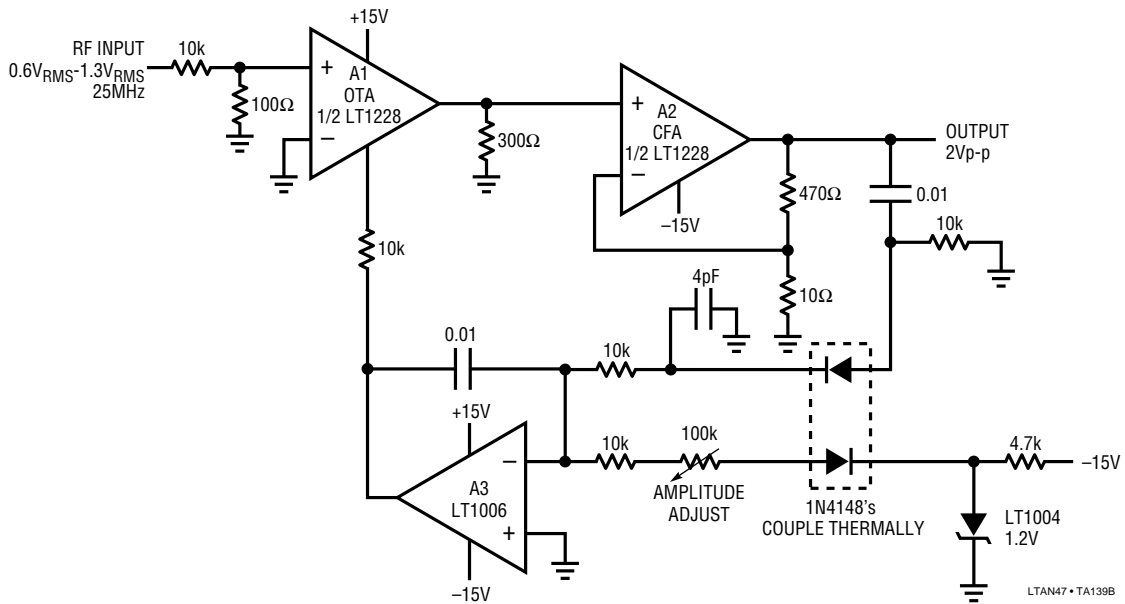 +15V
RF INPUT
0.6VRMS-1.3VRMS
25MHz
10k
100Ω
+
–
A1
OTA
1/2 LT1228
300Ω
+
–
A2
CFA
1/2 LT1228
–15V
OUTPUT
2Vp-p
470Ω
0.01
10k
10Ω
10k
4pF
0.01
10k
+15V
10k
100k
AMPLITUDE
ADJUST
–
+
A3
LT1006
–15V
1N4148's
COUPLE THERMALLY
4.7k
–15V
LT1004
1.2V
LTAN47 • TA139B